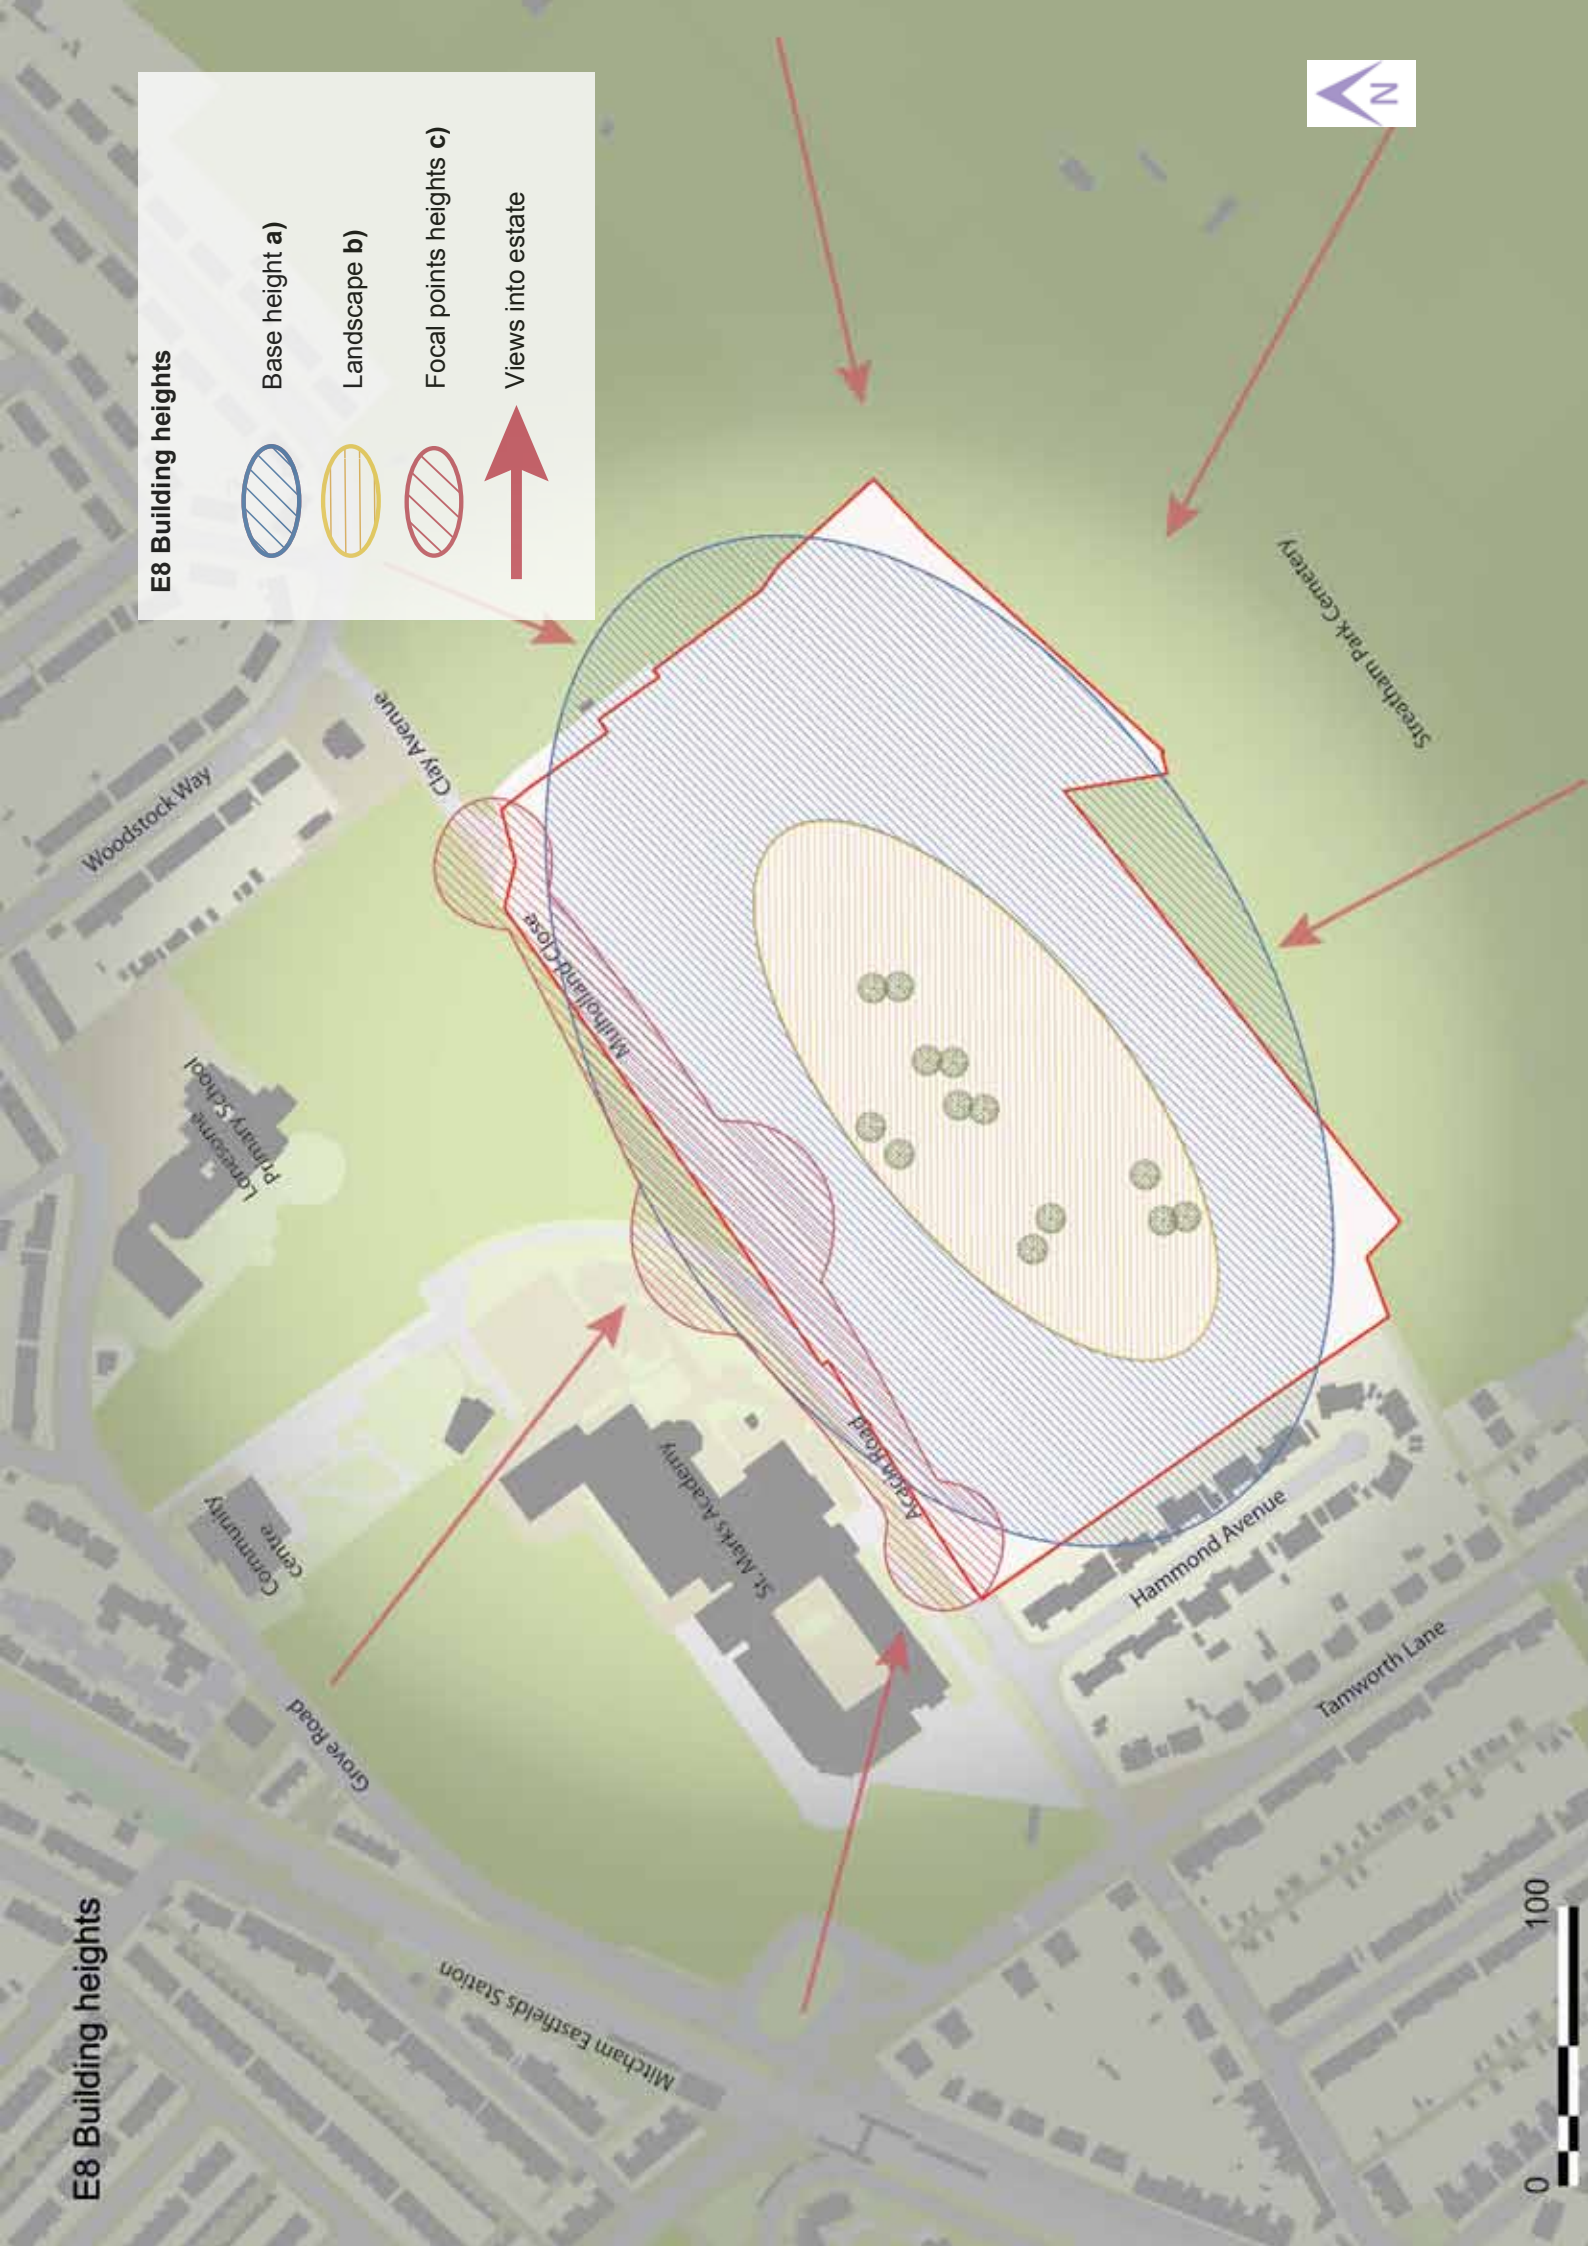 E8 Building heights
E8 Building heights
Base height a)
Landscape b)
Focal points heights c)
Views into estate
N
Woodstock Way
Clay Avenue
Lonesome
Primary School
Community
centre
Grove Road
Mitcham Eastfields Station
St. Marks Academy
Mulholland Close
Acacia Road
Hammond Avenue
Tamworth Lane
Streatham Park Cemetery
0
100